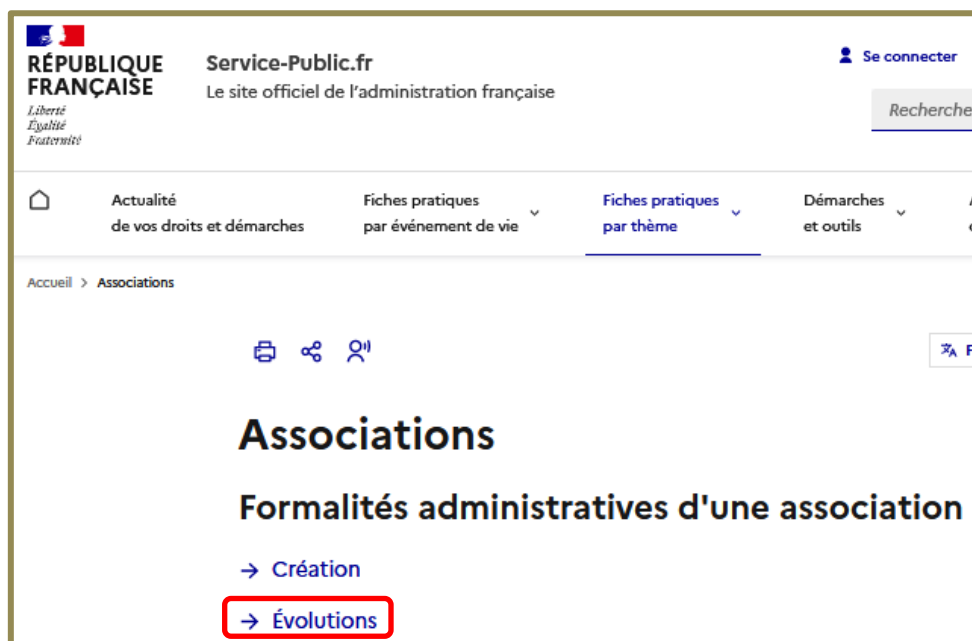 RÉPUBLIQUE
FRANÇAISE
Liberté
Égalité
Fraternité
Service-Public.fr
Le site officiel de l'administration française
Se connecter
Recherche
Actualité
de vos droits et démarches
Fiches pratiques
par événement de vie
Fiches pratiques
par thème
Démarches
et outils
Accueil > Associations
F
Associations
Formalités administratives d'une association
→ Création
→ Évolutions